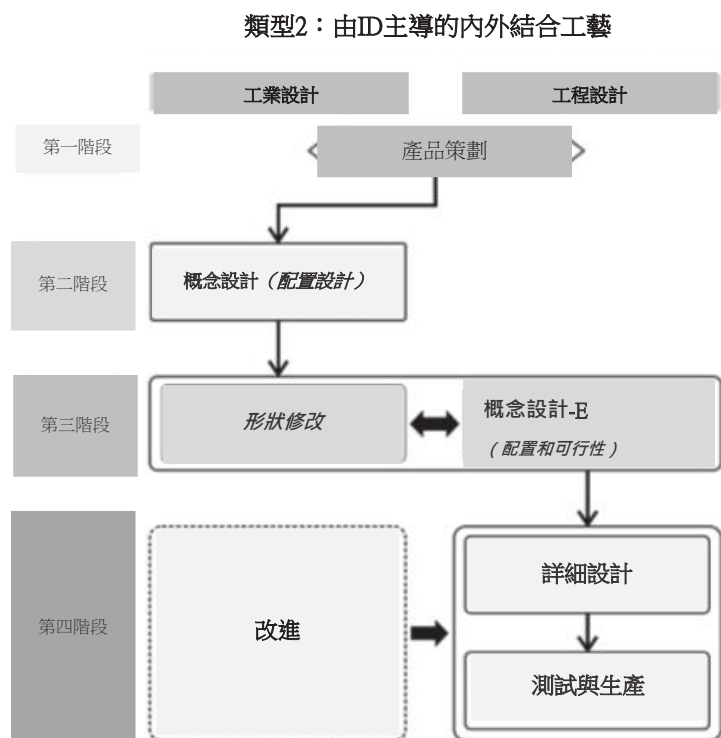 類型2：由ID主導的內外結合工藝
工業設計
工程設計
第一階段
產品策劃
第二階段
概念設計（配置設計）
第三階段
形狀修改
概念設計-E
（配置和可行性）
第四階段
改進
詳細設計
測試與生產